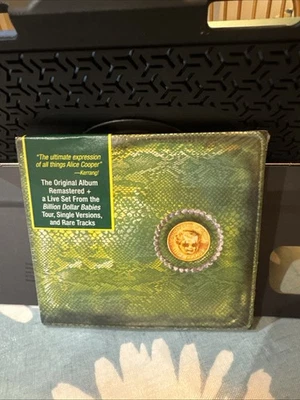 "The ultimate expression
of all things Alice Cooper"
—Kerrang!
The Original Album
Remastered +
a Live Set From the
Billion Dollar Babies
Tour, Single Versions,
and Rare Tracks